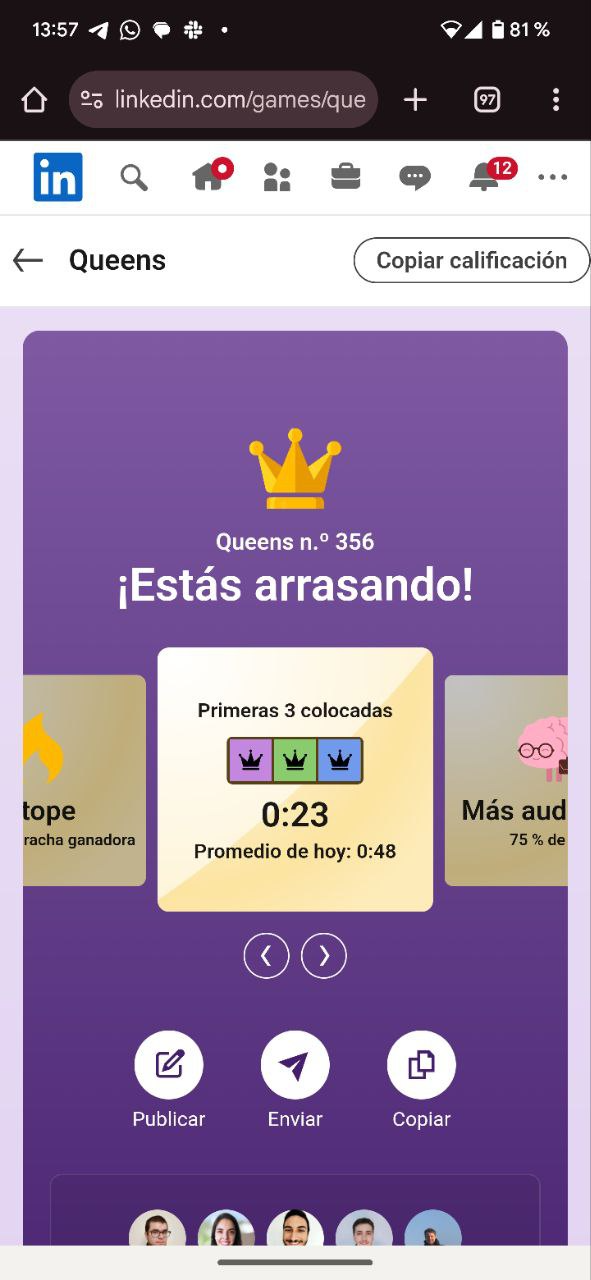 13:57
81 %
linkedin.com/games/que
97
in
12
Queens
Copiar calificación
Queens n.º 356
¡Estás arrasando!
tope
racha ganadora
Primeras 3 colocadas
0:23
Promedio de hoy: 0:48
Más aud
75 % de
Publicar
Enviar
Copiar